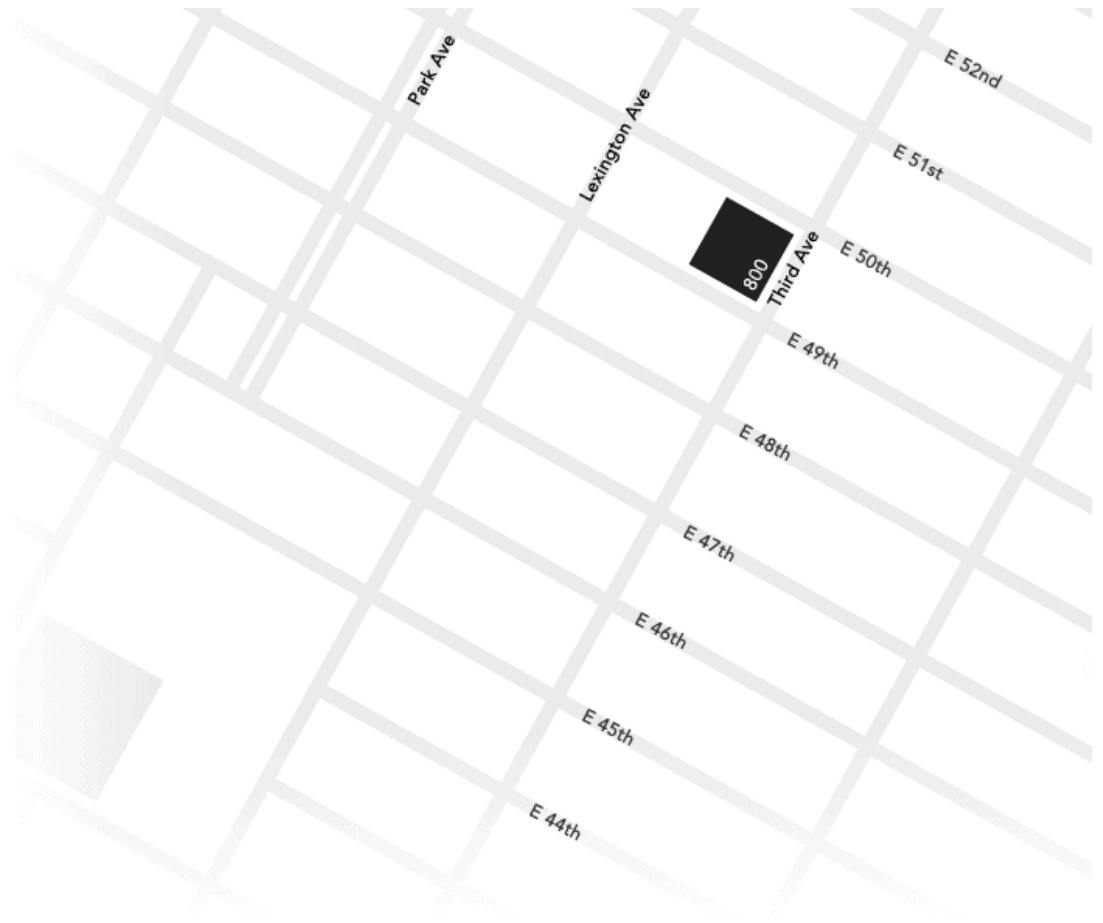 Park Ave
E 52nd
Lexington Ave
E 51st
Third Ave
E 50th
800
E 49th
E 48th
E 47th
E 46th
E 45th
E 44th